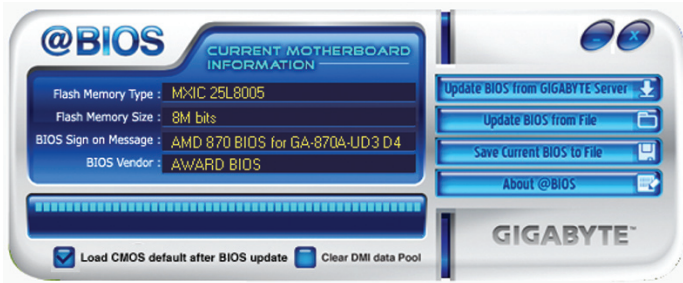 @BIOS
CURRENT MOTHERBOARD
INFORMATION
Flash Memory Type : MXIC 25L8005
Flash Memory Size : 8M bits
BIOS Sign on Message : AMD 870 BIOS for GA-870A-UD3 D4
BIOS Vendor : AWARD BIOS
Load CMOS default after BIOS update
Clear DMI data Pool
Update BIOS from GIGABYTE Server
Update BIOS from File
Save Current BIOS to File
About @BIOS
GIGABYTE™